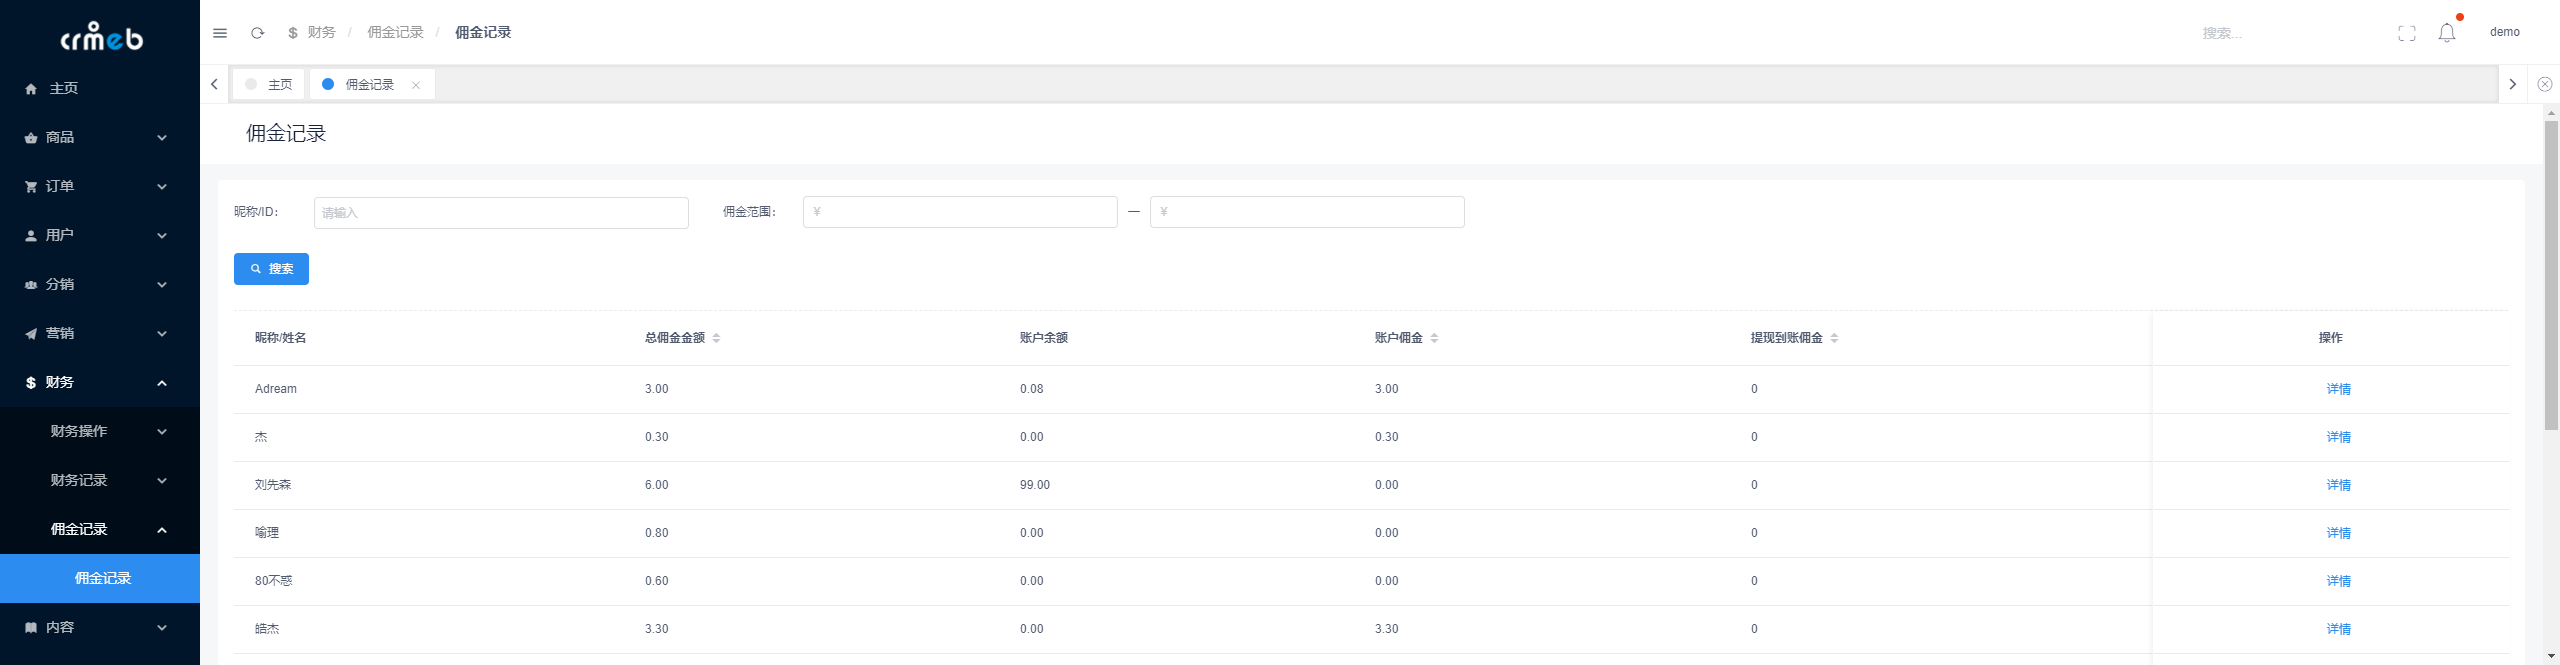 crmeb
主页
商品
订单
用户
分销
营销
财务
财务操作
财务记录
佣金记录
佣金记录
内容
财务 / 佣金记录 / 佣金记录
搜索...
demo
主页
佣金记录
佣金记录
昵称/ID:
请输入
佣金范围:
¥
—
¥
搜索
昵称/姓名 总佣金金额 账户余额 账户佣金 提现到账佣金 操作
Adream 3.00 0.08 3.00 0 详情
杰 0.30 0.00 0.30 0 详情
刘先森 6.00 99.00 0.00 0 详情
喻理 0.80 0.00 0.00 0 详情
80不惑 0.60 0.00 0.00 0 详情
皓杰 3.30 0.00 3.30 0 详情